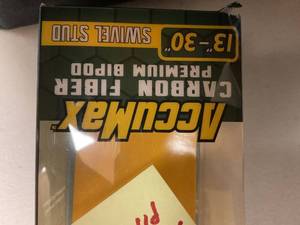 AccuMax
CARBON FIBER
PREMIUM BIPOD
13"-30" SWIVEL STUD